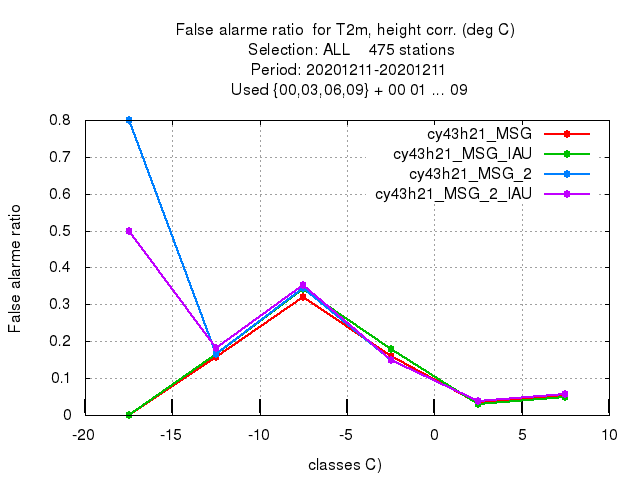 False alarme ratio  for T2m, height corr. (deg C)
Selection: ALL    475 stations
Period: 20201211-20201211
Used {00,03,06,09} + 00 01 ... 09
cy43h21_MSG
cy43h21_MSG_IAU
cy43h21_MSG_2
cy43h21_MSG_2_IAU
False alarme ratio
0.8
0.7
0.6
0.5
0.4
0.3
0.2
0.1
0
-20 -15 -10 -5 0 5 10
classes C)